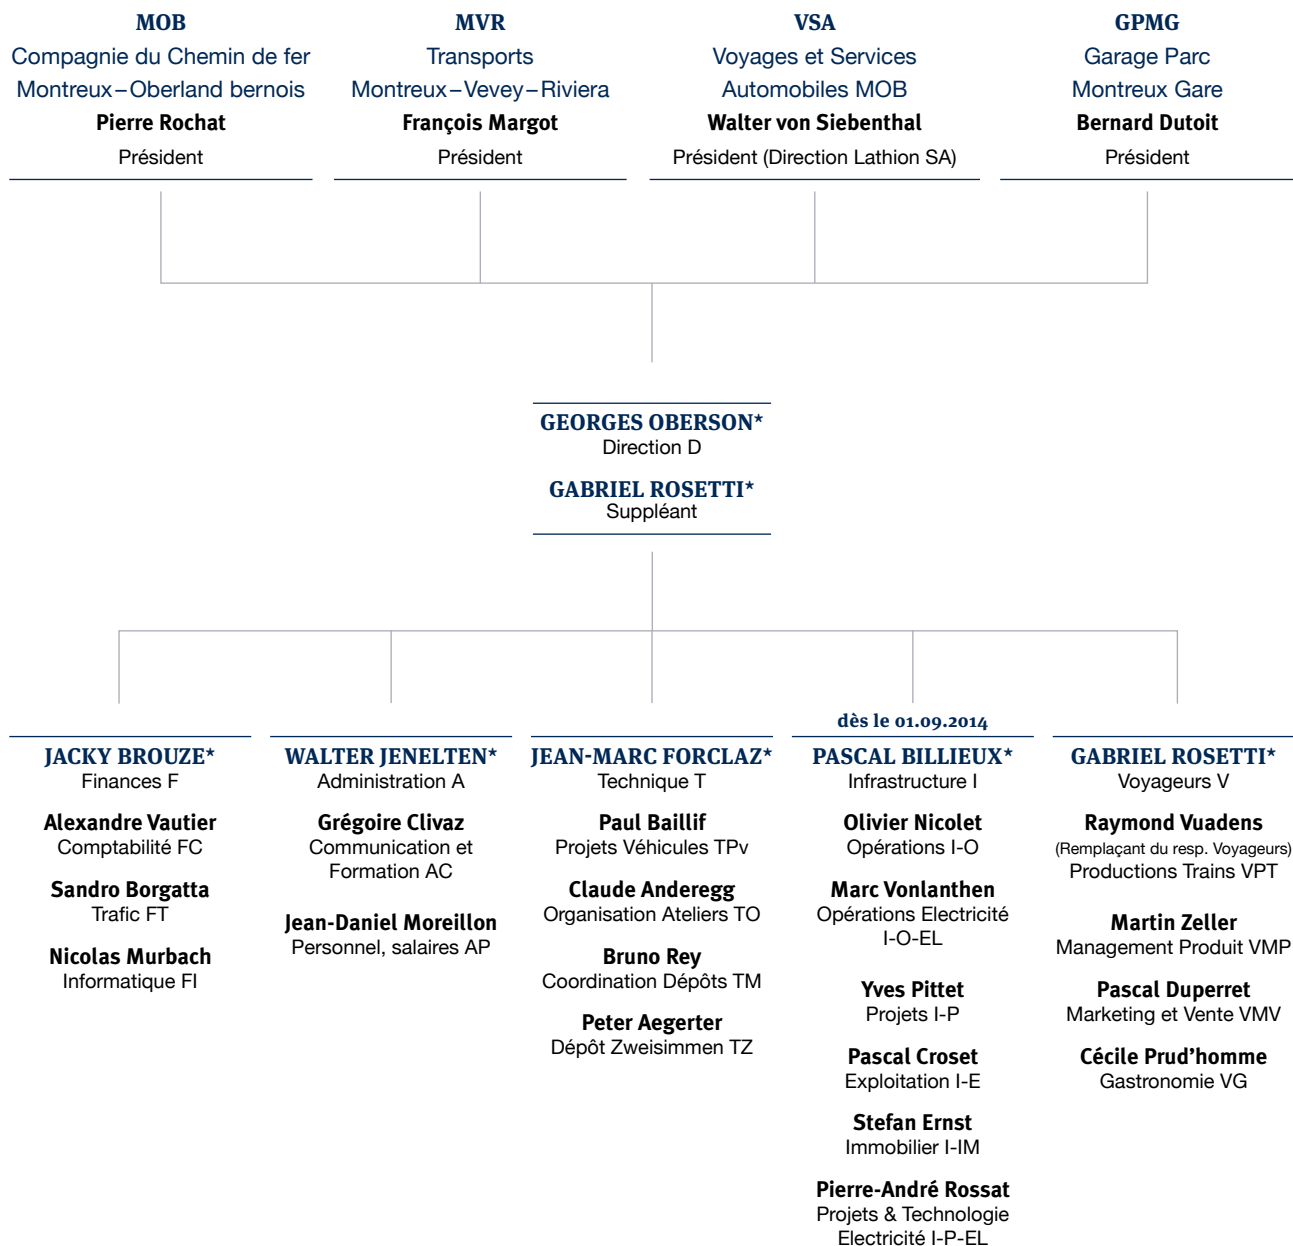 MOB
Compagnie du Chemin de fer
Montreux–Oberland bernois
Pierre Rochat
Président
MVR
Transports
Montreux–Vevey–Riviera
François Margot
Président
VSA
Voyages et Services
Automobiles MOB
Walter von Siebenthal
Président (Direction Lathion SA)
GPMG
Garage Parc
Montreux Gare
Bernard Dutoit
Président
GEORGES OBERSON*
Direction D
GABRIEL ROSETTI*
Suppléant
JACKY BROUZE*
Finances F
Alexandre Vautier
Comptabilité FC
Sandro Borgatta
Trafic FT
Nicolas Murbach
Informatique FI
WALTER JENELTEN*
Administration A
Grégoire Clivaz
Communication et
Formation AC
Jean-Daniel Moreillon
Personnel, salaires AP
JEAN-MARC FORCLAZ*
Technique T
Paul Baillif
Projets Véhicules TPv
Claude Anderegg
Organisation Ateliers TO
Bruno Rey
Coordination Dépôts TM
Peter Aegerter
Dépôt Zweisimmen TZ
dès le 01.09.2014
PASCAL BILLIEUX*
Infrastructure I
Olivier Nicolet
Opérations I-O
Marc Vonlanthen
Opérations Electricité
I-O-EL
Yves Pittet
Projets I-P
Pascal Croset
Exploitation I-E
Stefan Ernst
Immobilier I-IM
Pierre-André Rossat
Projets & Technologie
Electricité I-P-EL
GABRIEL ROSETTI*
Voyageurs V
Raymond Vuadens
(Remplaçant du resp. Voyageurs)
Productions Trains VPT
Martin Zeller
Management Produit VMP
Pascal Duperret
Marketing et Vente VMV
Cécile Prud'homme
Gastronomie VG